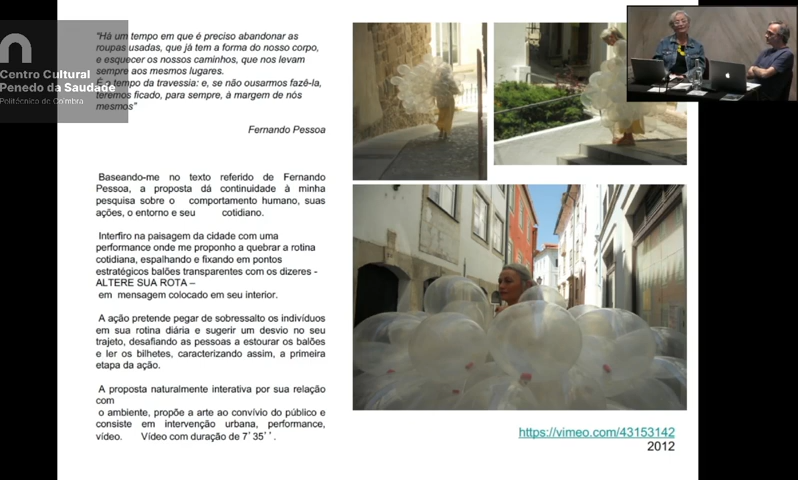 Centro Cultural
Penedo da Saudade
Politécnico de Coimbra
"Há um tempo em que é preciso abandonar as
roupas usadas, que já tem a forma do nosso corpo,
e esquecer os nossos caminhos, que nos levam
sempre aos mesmos lugares.
É o tempo da travessia: e, se não ousarmos fazê-la,
teremos ficado, para sempre, à margem de nós
mesmos"
Fernando Pessoa
Baseando-me no texto referido de Fernando
Pessoa, a proposta dá continuidade à minha
pesquisa sobre o comportamento humano, suas
ações, o entorno e seu cotidiano.
Interfiro na paisagem da cidade com uma
performance onde me proponho a quebrar a rotina
cotidiana, espalhando e fixando em pontos
estratégicos balões transparentes com os dizeres -
ALTERE SUA ROTA –
em mensagem colocado em seu interior.
A ação pretende pegar de sobressalto os indivíduos
em sua rotina diária e sugerir um desvio no seu
trajeto, desafiando as pessoas a estourar os balões
e ler os bilhetes, caracterizando assim, a primeira
etapa da ação.
A proposta naturalmente interativa por sua relação
com
o ambiente, propõe a arte ao convívio do público e
consiste em intervenção urbana, performance,
vídeo. Vídeo com duração de 7' 35''.
https://vimeo.com/43153142
2012